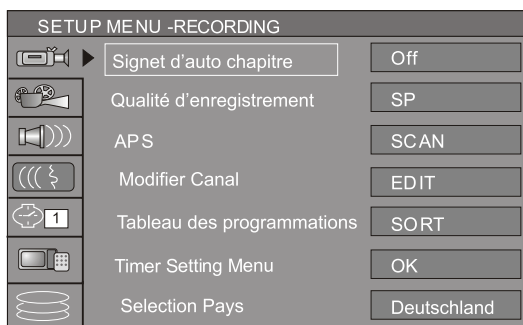 SETUP MENU -RECORDING
Signet d'auto chapitre Off
Qualité d'enregistrement SP
APS SCAN
Modifier Canal EDIT
1 Tableau des programmations SORT
Timer Setting Menu OK
Selection Pays Deutschland